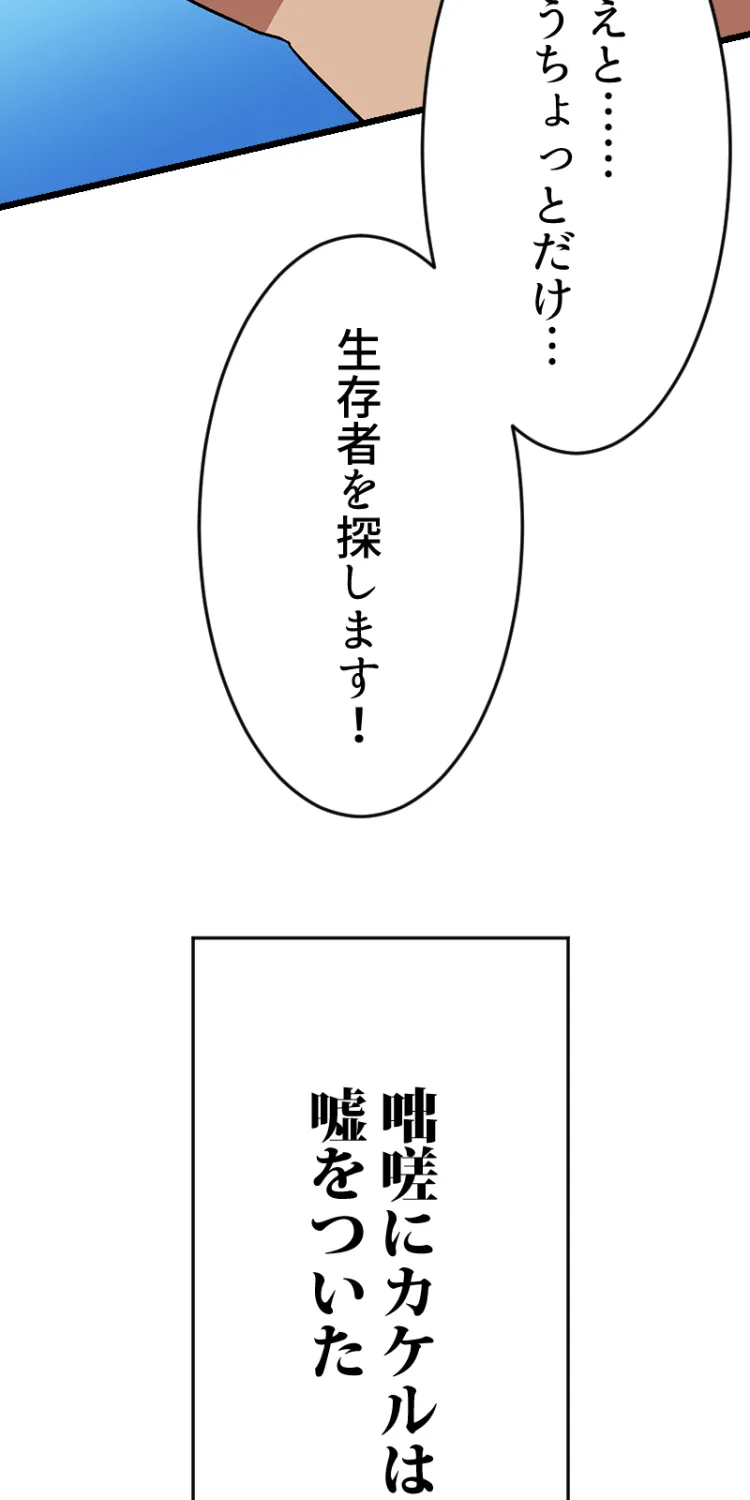 えと……
うちょっとだけ…
生存者を探します！
咄嗟にカケルは
嘘をついた